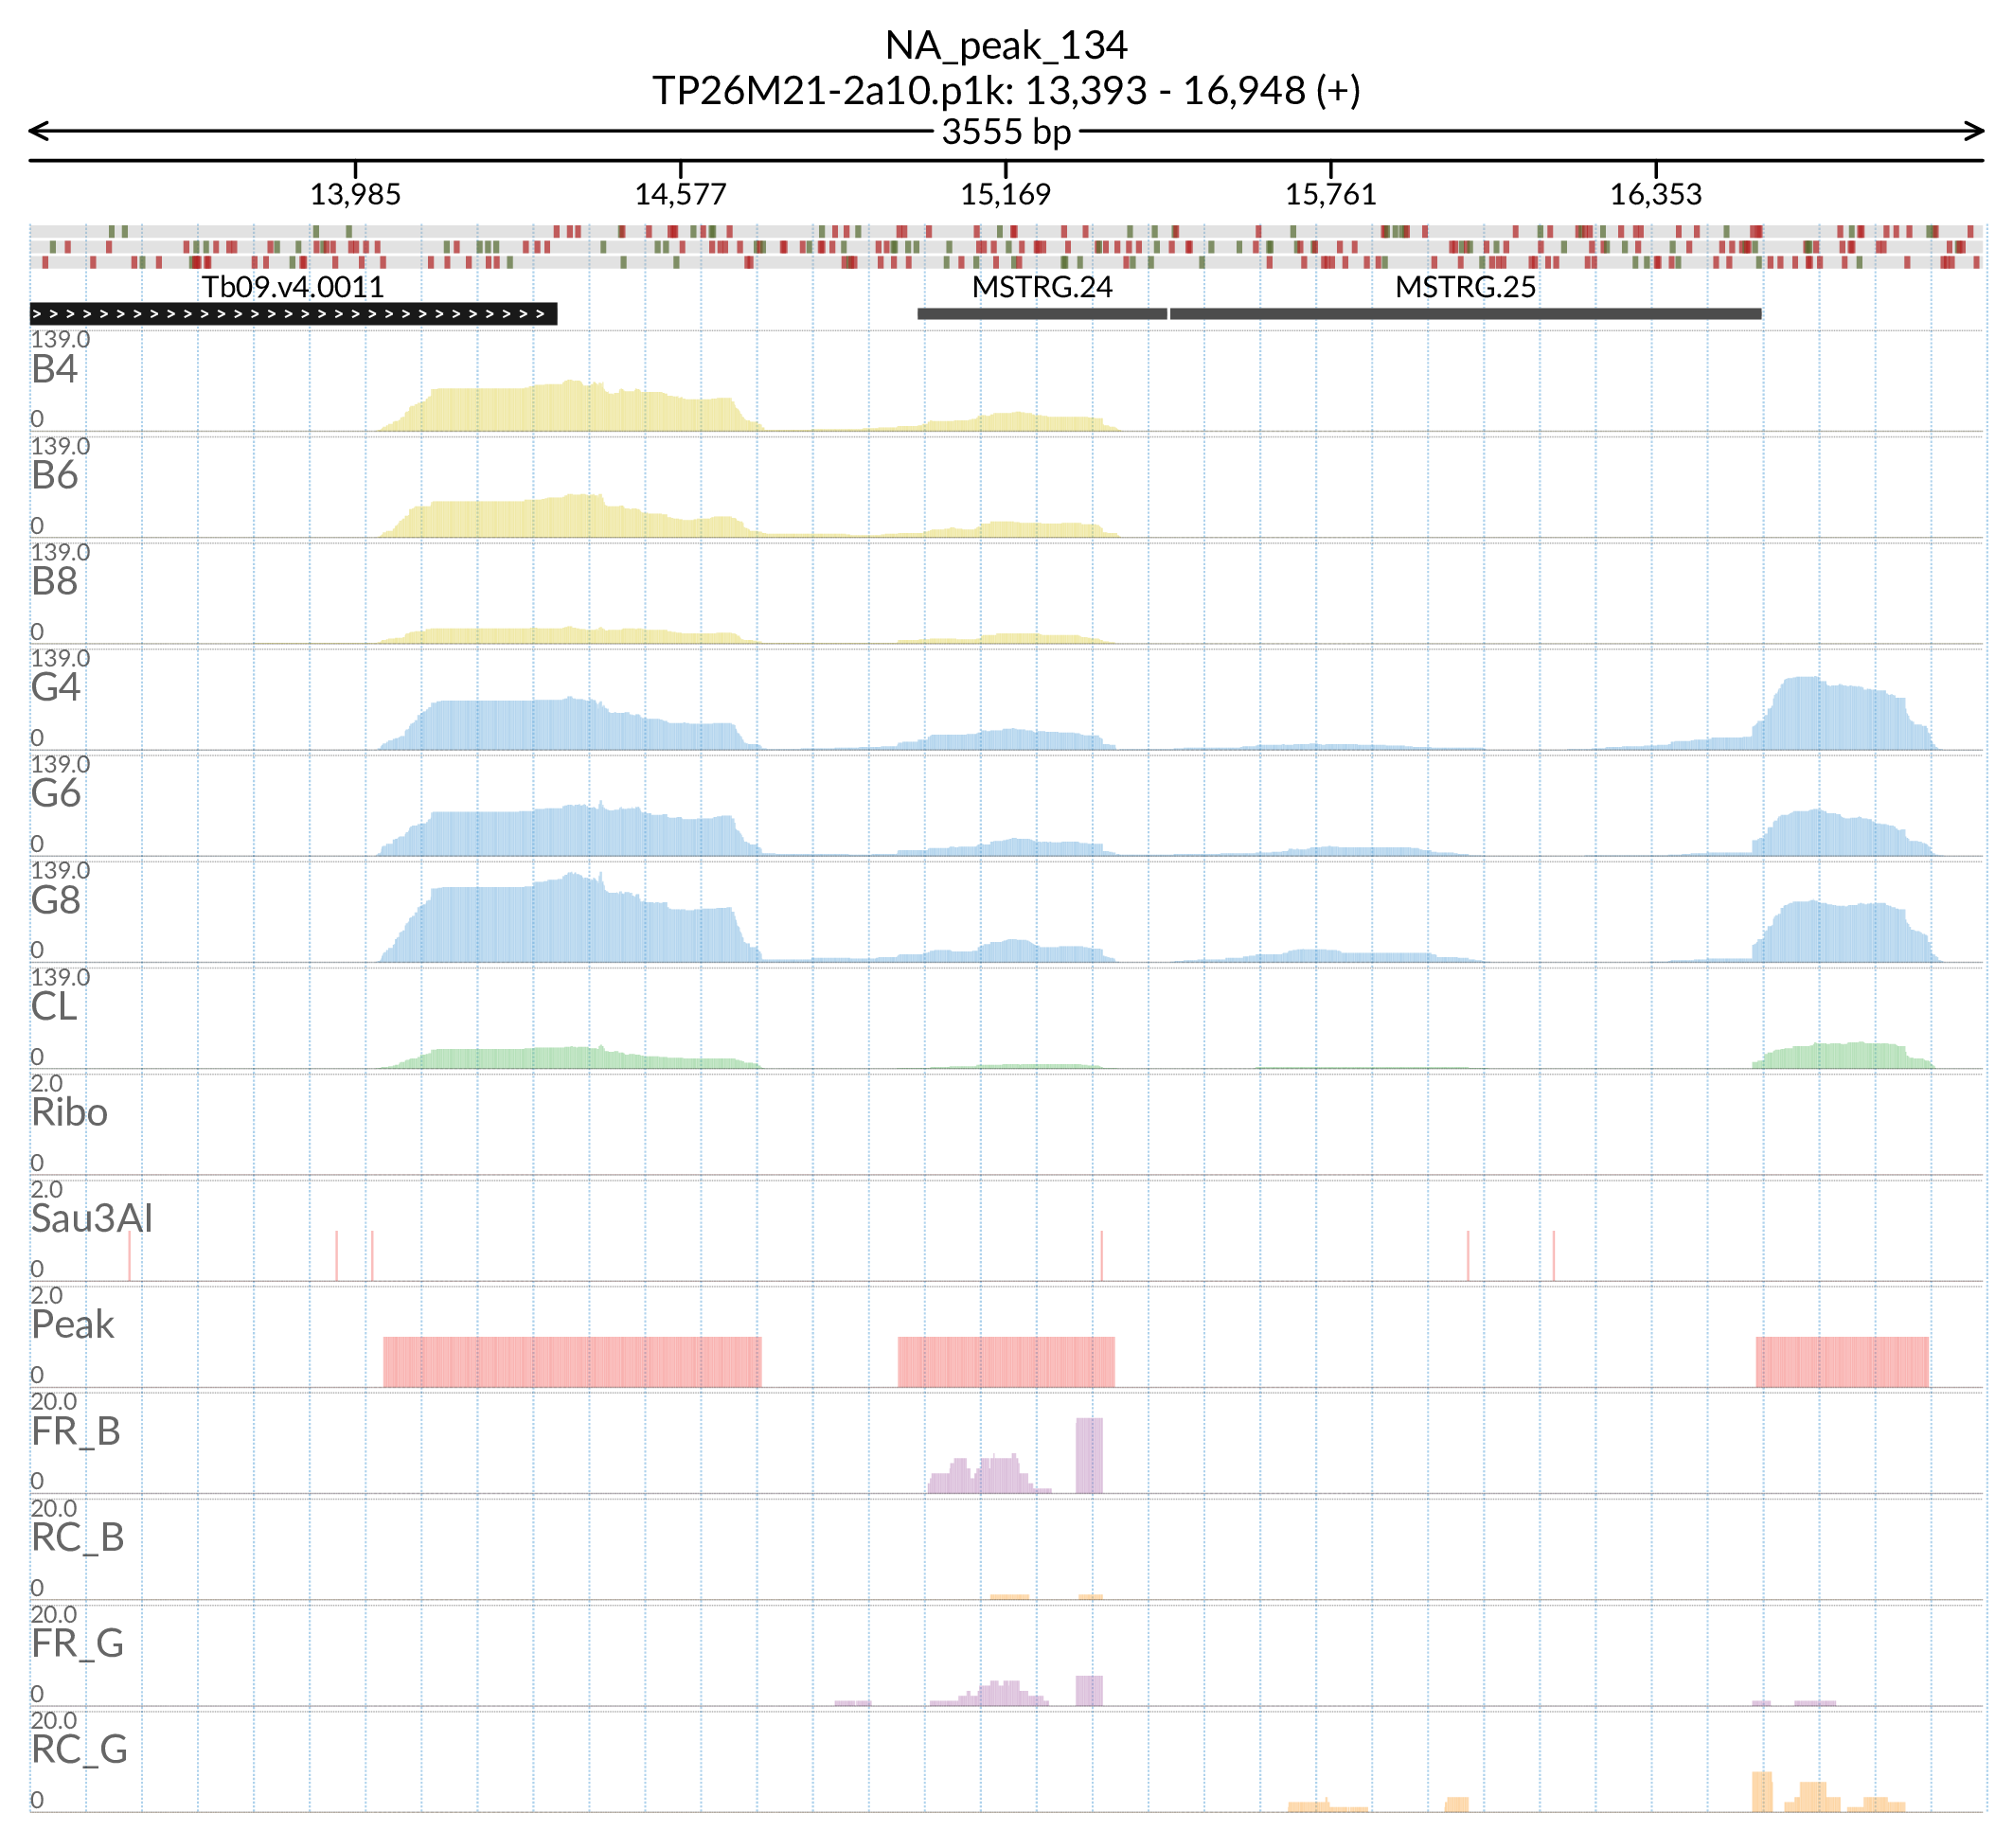 NA_peak_134
TP26M21-2a10.p1k: 13,393 - 16,948 (+)
3555 bp
13,985 14,577 15,169 15,761 16,353
Tb09.v4.0011 MSTRG.24 MSTRG.25
139.0
B4
0
139.0
B6
0
139.0
B8
0
139.0
G4
0
139.0
G6
0
139.0
G8
0
139.0
CL
0
2.0
Ribo
0
2.0
Sau3AI
0
2.0
Peak
0
20.0
FR_B
0
20.0
RC_B
0
20.0
FR_G
0
20.0
RC_G
0